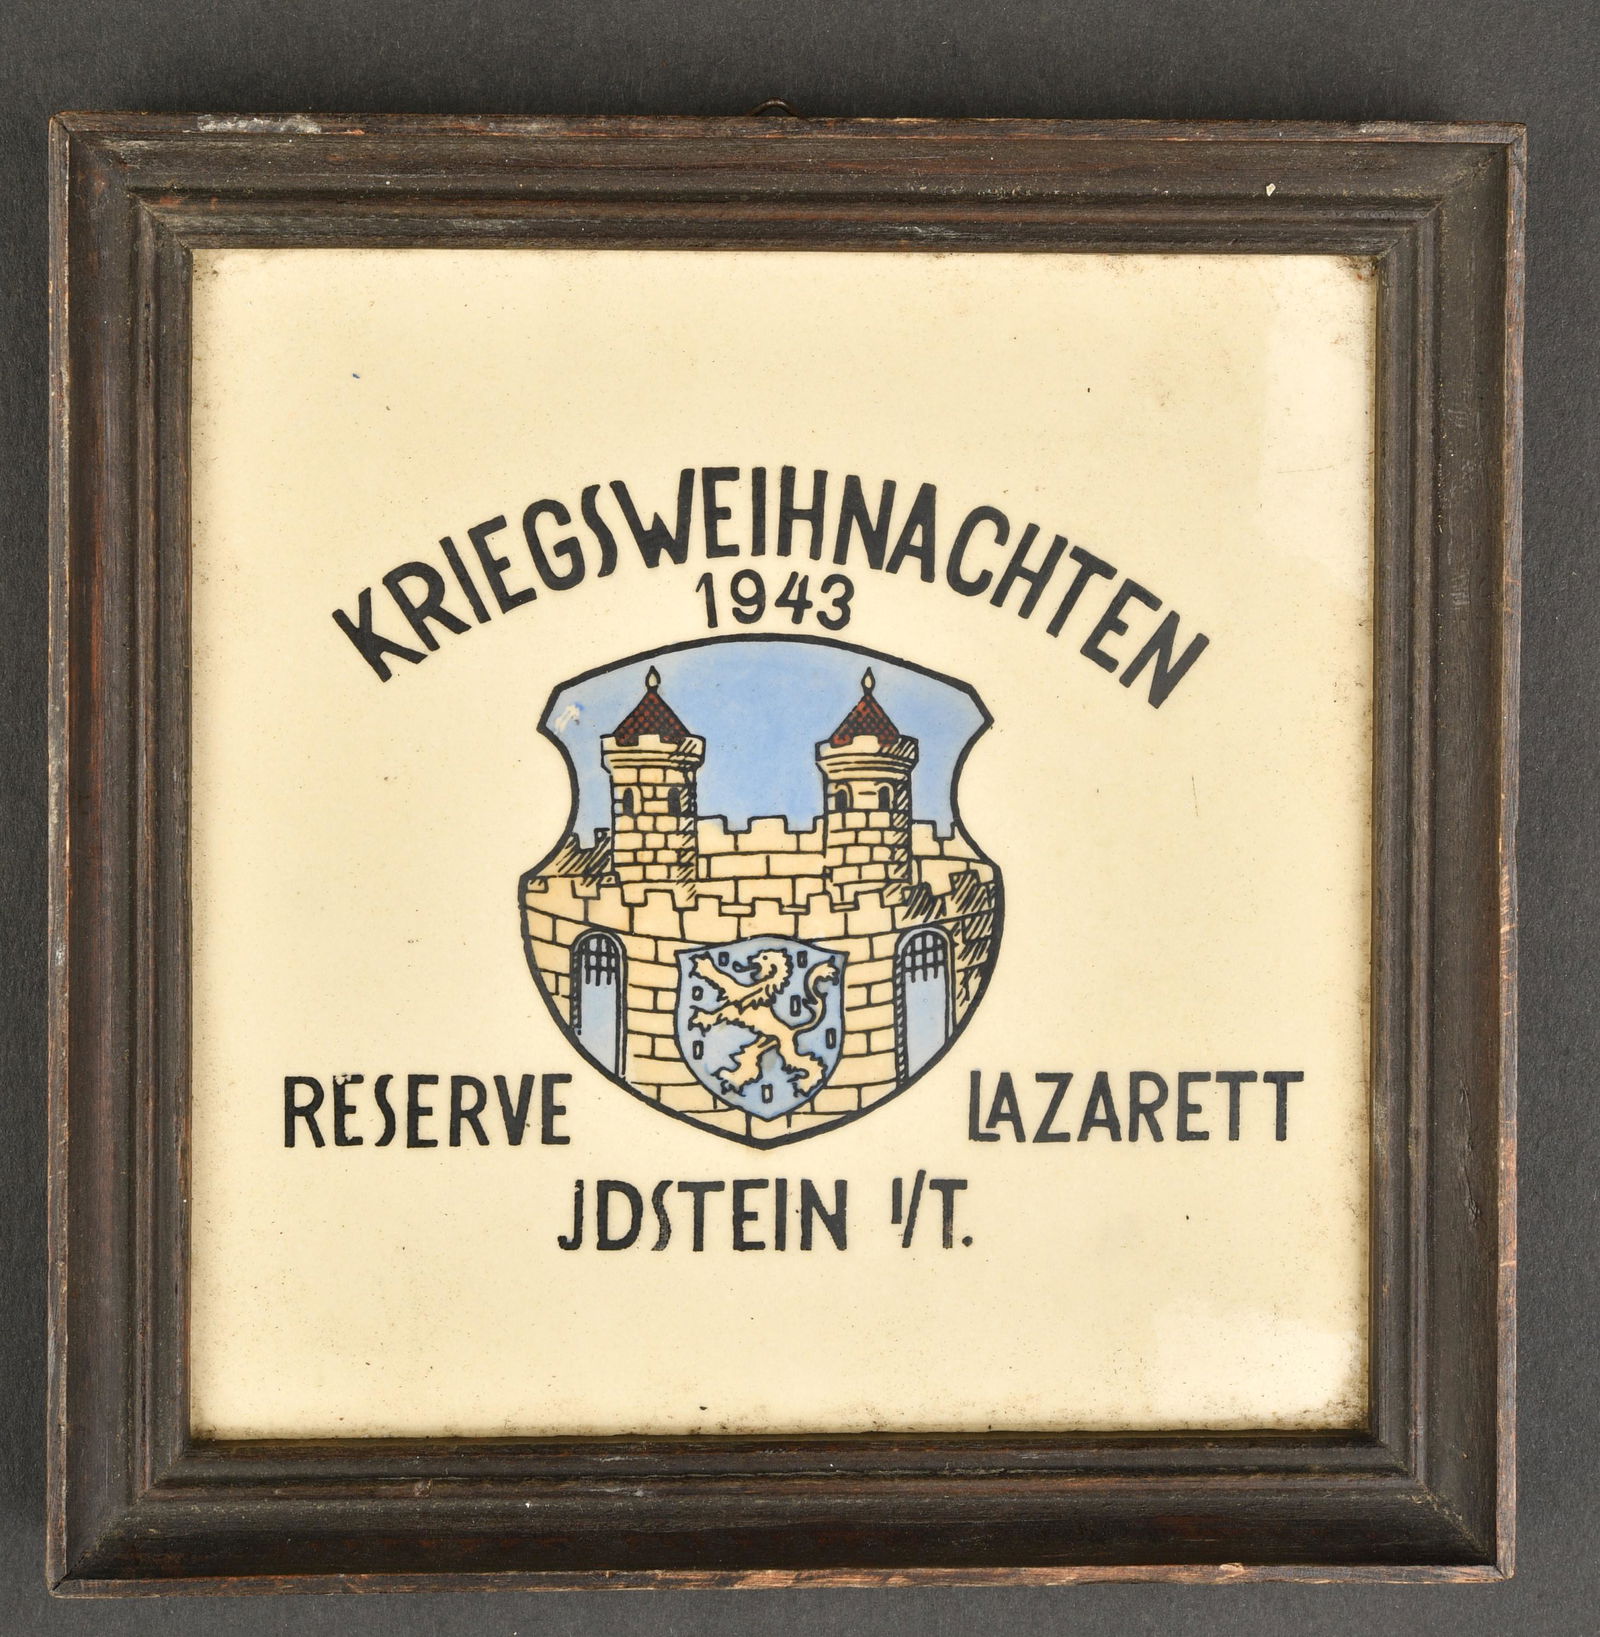 KRIEGSWEIHNACHTEN
1943
RESERVE LAZARETT
JDSTEIN I/T.